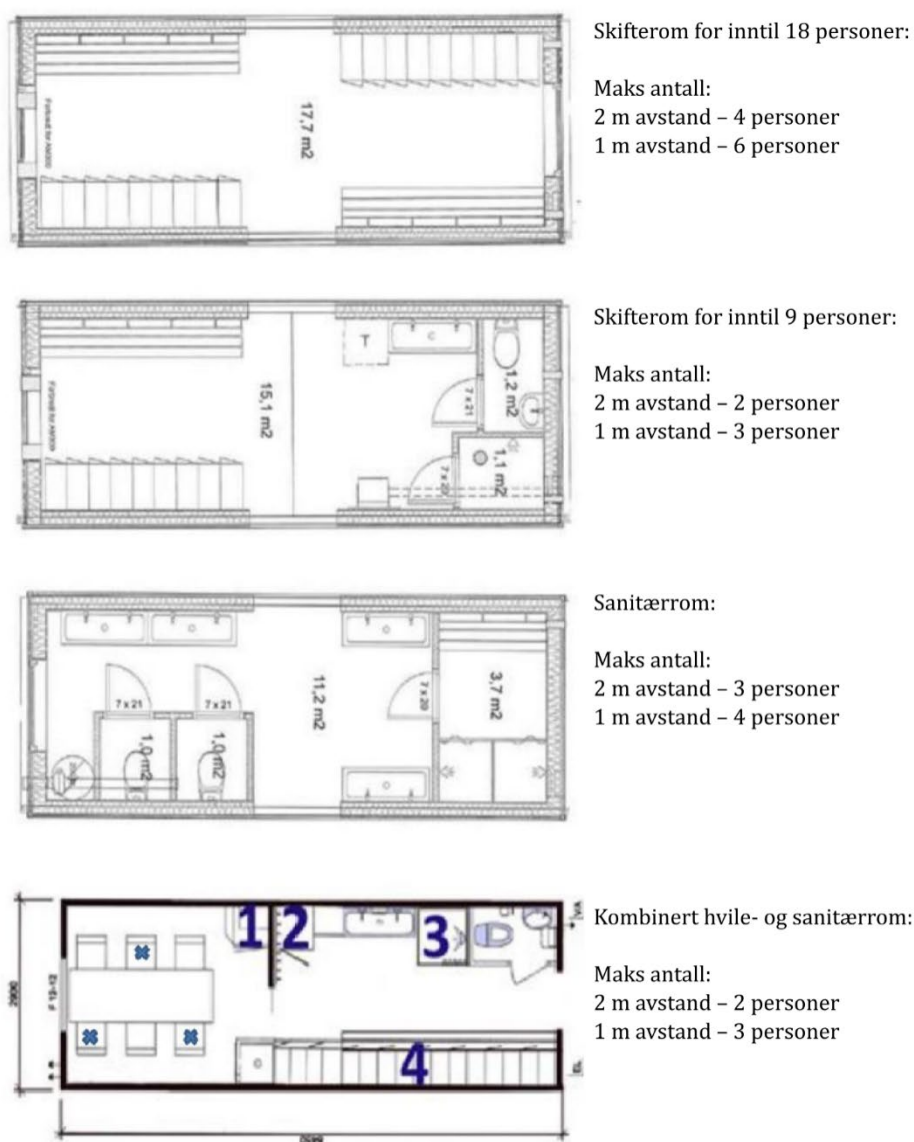 Skifterom for inntil 18 personer:
Maks antall:
2 m avstand – 4 personer
1 m avstand – 6 personer
17,7 m2
Skifterom for inntil 9 personer:
Maks antall:
2 m avstand – 2 personer
1 m avstand – 3 personer
15,1 m2
T
C
7 x 21
1,2 m2
1,1 m2
Sanitærrom:
Maks antall:
2 m avstand – 3 personer
1 m avstand – 4 personer
7 x 21
7 x 21
11,2 m2
7 x 20
3,7 m2
1,0 m2
1,0 m2
Kombinert hvile- og sanitærrom:
Maks antall:
2 m avstand – 2 personer
1 m avstand – 3 personer
1
2
3
4